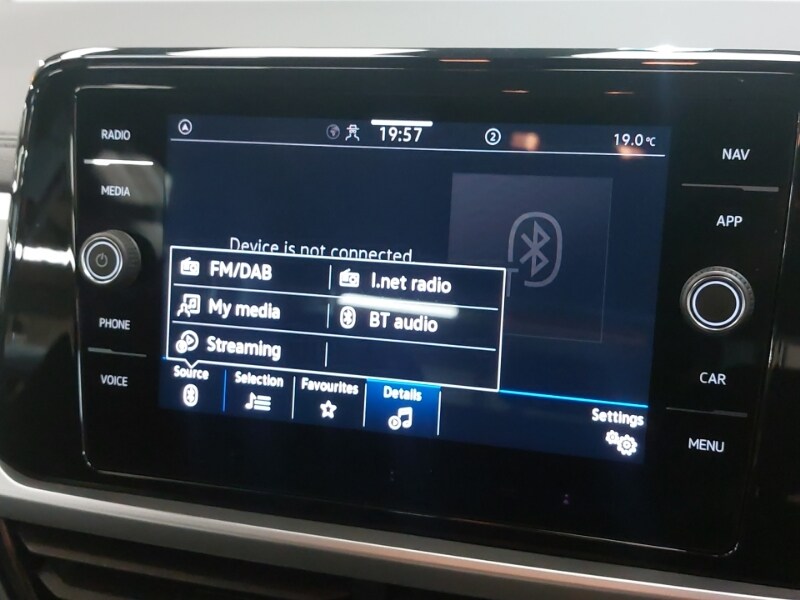 RADIO
MEDIA
PHONE
VOICE
19:57
2
19.0°C
Device is not connected
FM/DAB
I.net radio
My media
BT audio
Streaming
Source
Selection
Favourites
Details
Settings
NAV
APP
CAR
MENU